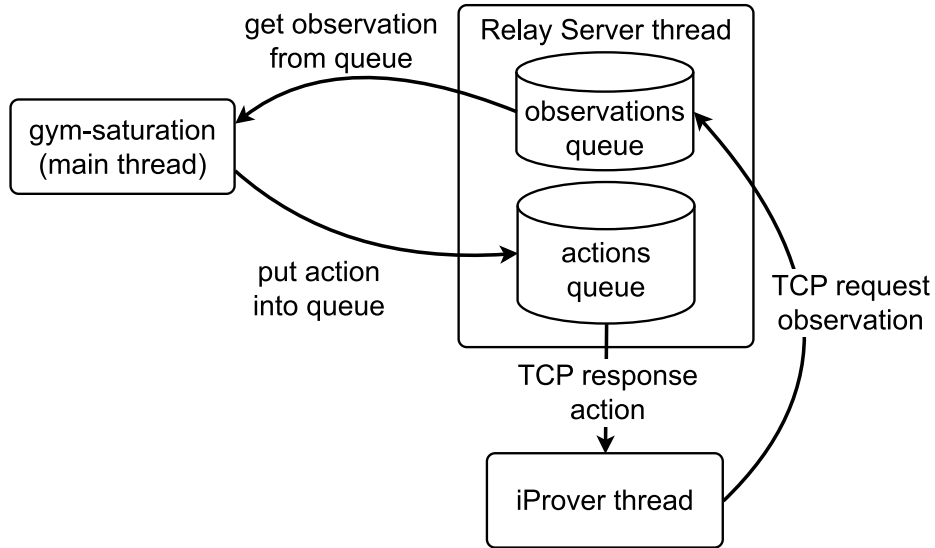 get observation
from queue
Relay Server thread
observations
queue
gym-saturation
(main thread)
actions
queue
put action
into queue
TCP request
observation
TCP response
action
iProver thread